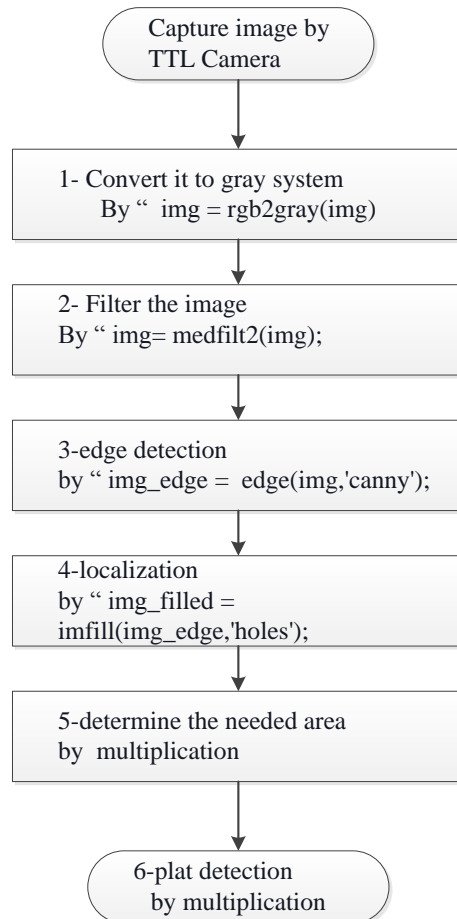 Capture image by
TTL Camera
1- Convert it to gray system
By “ img = rgb2gray(img)
2- Filter the image
By “ img= medfilt2(img);
3-edge detection
by “ img_edge = edge(img,'canny');
4-localization
by “ img_filled =
imfill(img_edge,'holes');
5-determine the needed area
by multiplication
6-plat detection
by multiplication